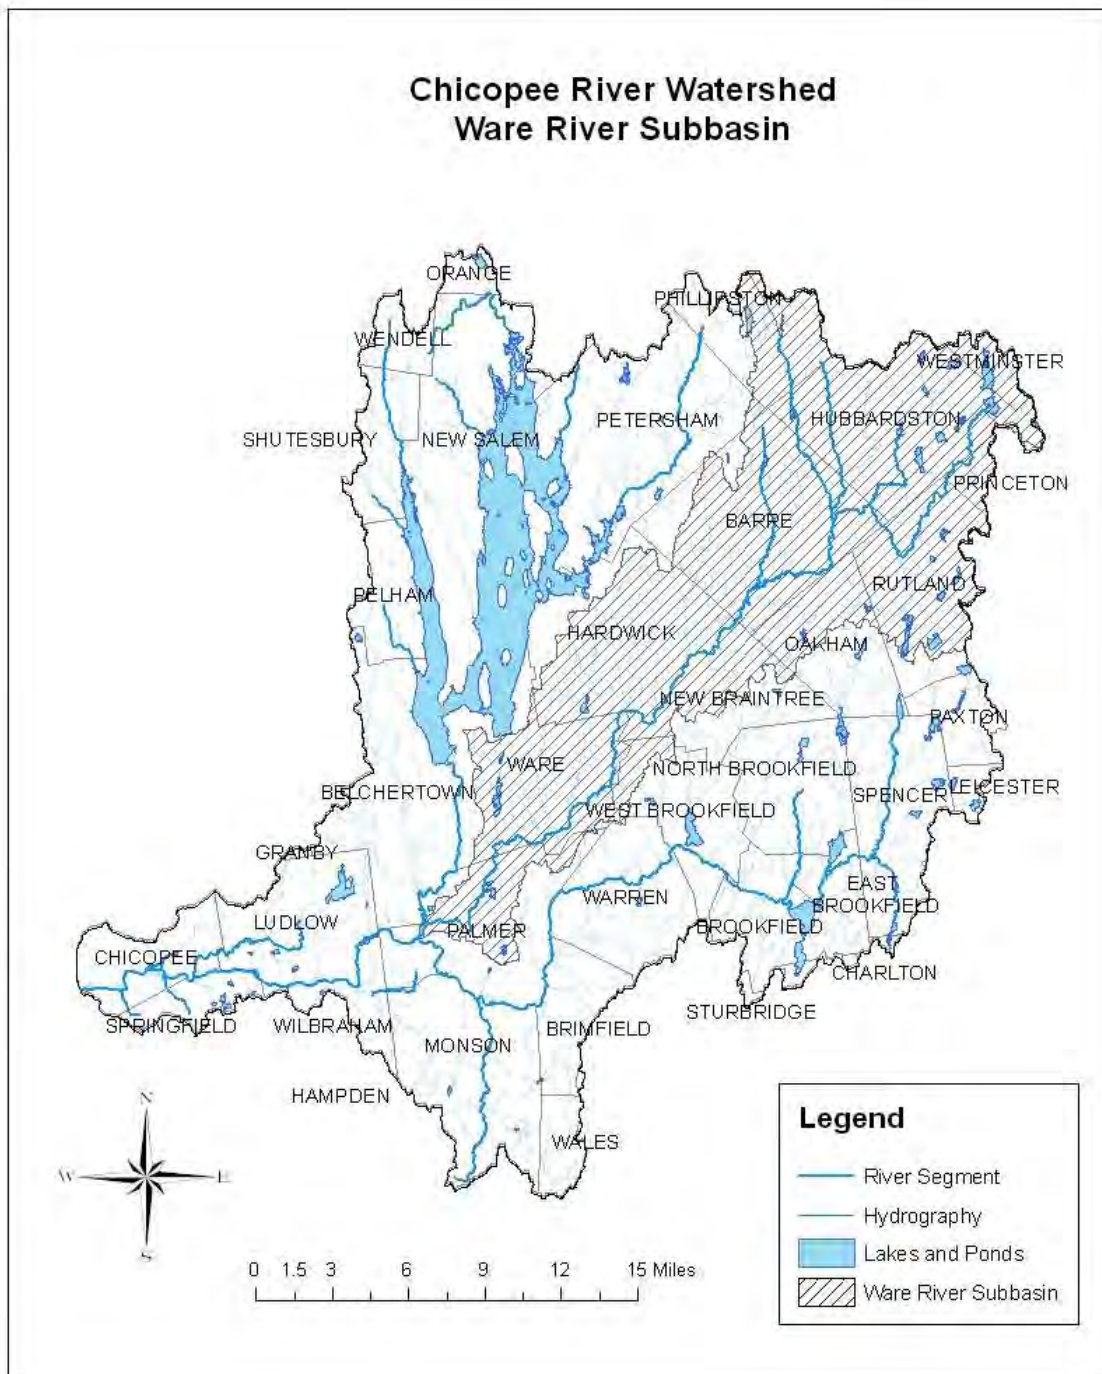 Chicopee River Watershed
Ware River Subbasin
ORANGE
PHILLIPSTON
WENDELL
WESTMINSTER
PETERSHAM
HUBBARDSTON
SHUTESBURY
NEW SALEM
PRINCETON
BARRE
RUTLAND
BELHAM
HARDWICK
OAKHAM
NEW BRAINTREE
PAXTON
WARE
NORTH BROOKFIELD
BELCHERTOWN
SPENCER
LEICESTER
WEST BROOKFIELD
GRANBY
EAST
BROOKFIELD
WARREN
LUDLOW
PALMER
BROOKFIELD
CHICOPEE
CHARLTON
STURBRIDGE
SPRINGFIELD
WILBRAHAM
BRIMFIELD
MONSON
HAMPDEN
WALES
N
W
E
S
Legend
River Segment
Hydrography
Lakes and Ponds
Ware River Subbasin
0 1.5 3 6 9 12 15 Miles